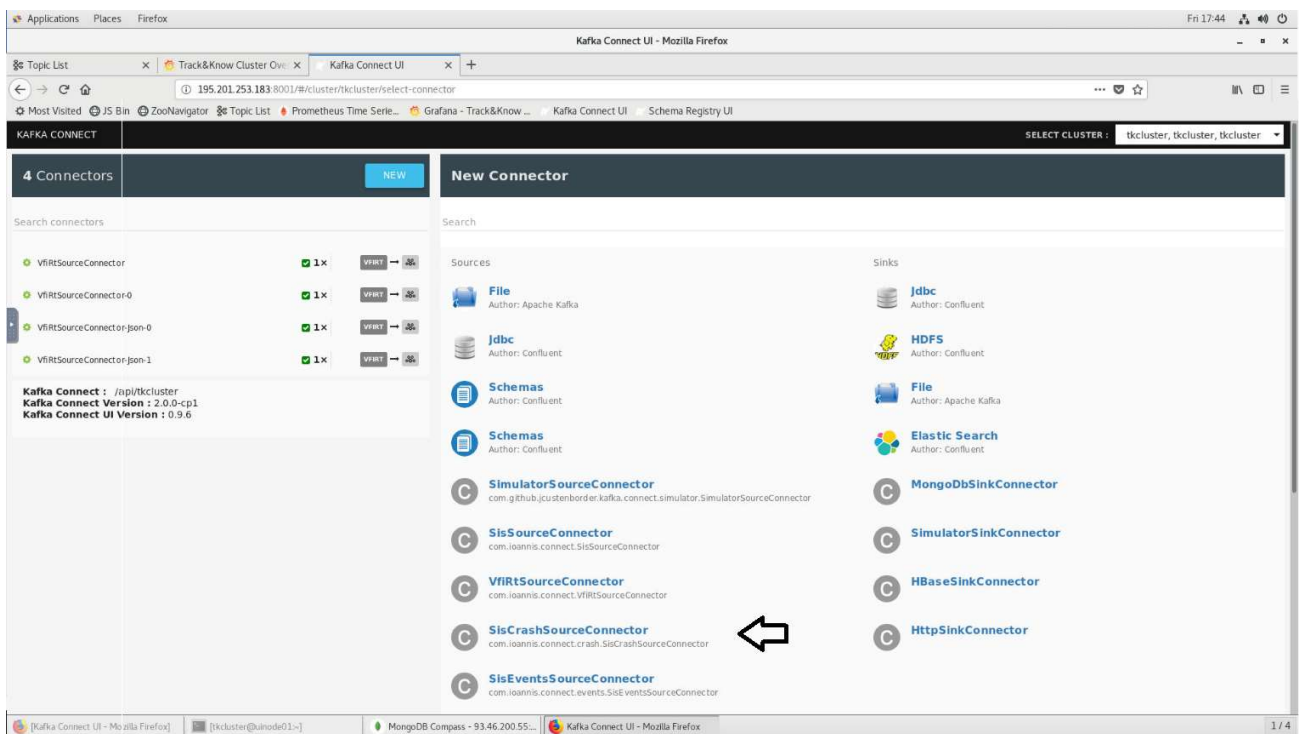 Applications Places Firefox
Fri 17:44
Kafka Connect UI - Mozilla Firefox
Topic List
Track&Know Cluster Ove
Kafka Connect UI
195.201.253.183:8001/#/cluster/tkcluster/select-connector
Most Visited JS Bin ZooNavigator Topic List Prometheus Time Serie... Grafana - Track&Know ... Kafka Connect UI Schema Registry UI
KAFKA CONNECT
SELECT CLUSTER : tkcluster, tkcluster, tkcluster
4 Connectors
NEW
Search connectors
VfiRtSourceConnector 1x VFIRT
VfiRtSourceConnector-0 1x VFIRT
VfiRtSourceConnector-Json-0 1x VFIRT
VfiRtSourceConnector-Json-1 1x VFIRT
Kafka Connect : /api/tkcluster
Kafka Connect Version : 2.0.0-cp1
Kafka Connect UI Version : 0.9.6
New Connector
Search
Sources
File
Author: Apache Kafka
Jdbc
Author: Confluent
Schemas
Author: Confluent
Schemas
Author: Confluent
C
SimulatorSourceConnector
com.github.jcustenborder.kafka.connect.simulator.SimulatorSourceConnector
C
SisSourceConnector
com.ioannis.connect.SisSourceConnector
C
VfiRtSourceConnector
com.ioannis.connect.VfiRtSourceConnector
C
SisCrashSourceConnector
com.ioannis.connect.crash.SisCrashSourceConnector
C
SisEventsSourceConnector
com.ioannis.connect.events.SisEventsSourceConnector
Sinks
Jdbc
Author: Confluent
HDFS
Author: Confluent
File
Author: Apache Kafka
Elastic Search
Author: Confluent
C
MongoDbSinkConnector
C
SimulatorSinkConnector
C
HBaseSinkConnector
C
HttpSinkConnector
[Kafka Connect UI - Mozilla Firefox]
[tkcluster@uinode01:~]
MongoDB Compass - 93.46.200.55:...
Kafka Connect UI - Mozilla Firefox
1 / 4